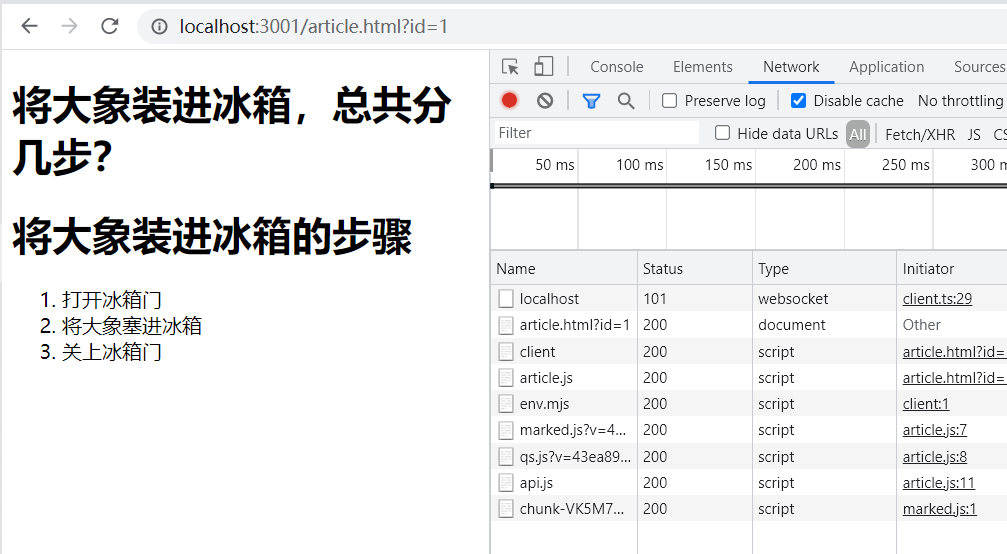 localhost:3001/article.html?id=1
将大象装进冰箱，总共分
几步？
将大象装进冰箱的步骤
1. 打开冰箱门
2. 将大象塞进冰箱
3. 关上冰箱门
Console Elements Network Application Sources
Preserve log Disable cache No throttling
Filter Hide data URLs All Fetch/XHR JS CS
50 ms 100 ms 150 ms 200 ms 250 ms 300 m
Name Status Type Initiator
localhost 101 websocket client.ts:29
article.html?id=1 200 document Other
client 200 script article.html?id=
article.js 200 script article.html?id=
env.mjs 200 script client:1
marked.js?v=4... 200 script article.js:7
qs.js?v=43ea89... 200 script article.js:8
api.js 200 script article.js:11
chunk-VK5M7... 200 script marked.js:1